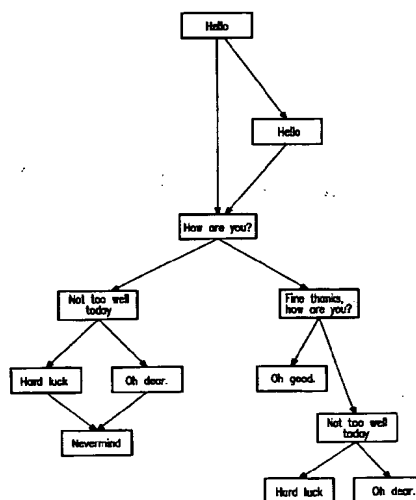 Hello
Hello
How are you?
Not too well
today
Fine thanks,
how are you?
Hard luck
Oh dear.
Oh good.
Nevermind
Not too well
today
Hard luck
Oh dear.